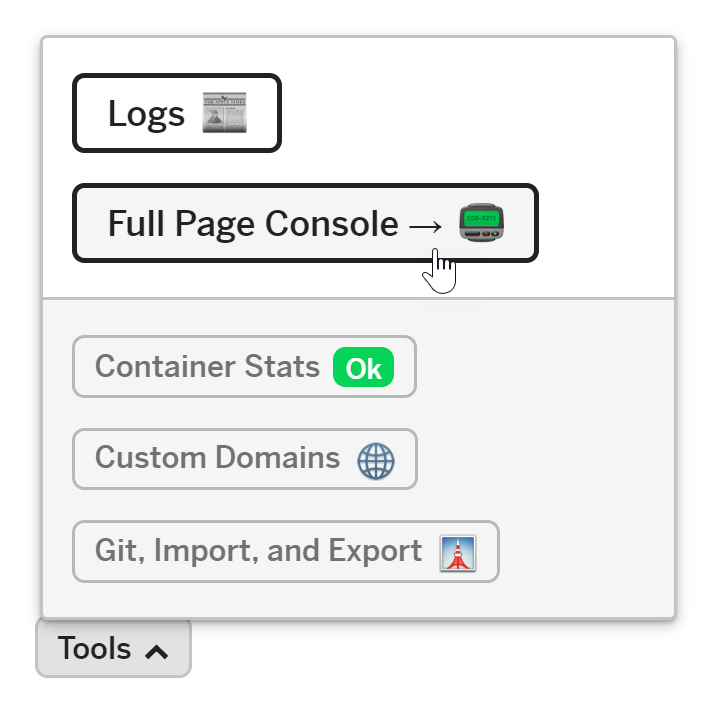 Logs
Full Page Console →
Container Stats Ok
Custom Domains
Git, Import, and Export
Tools